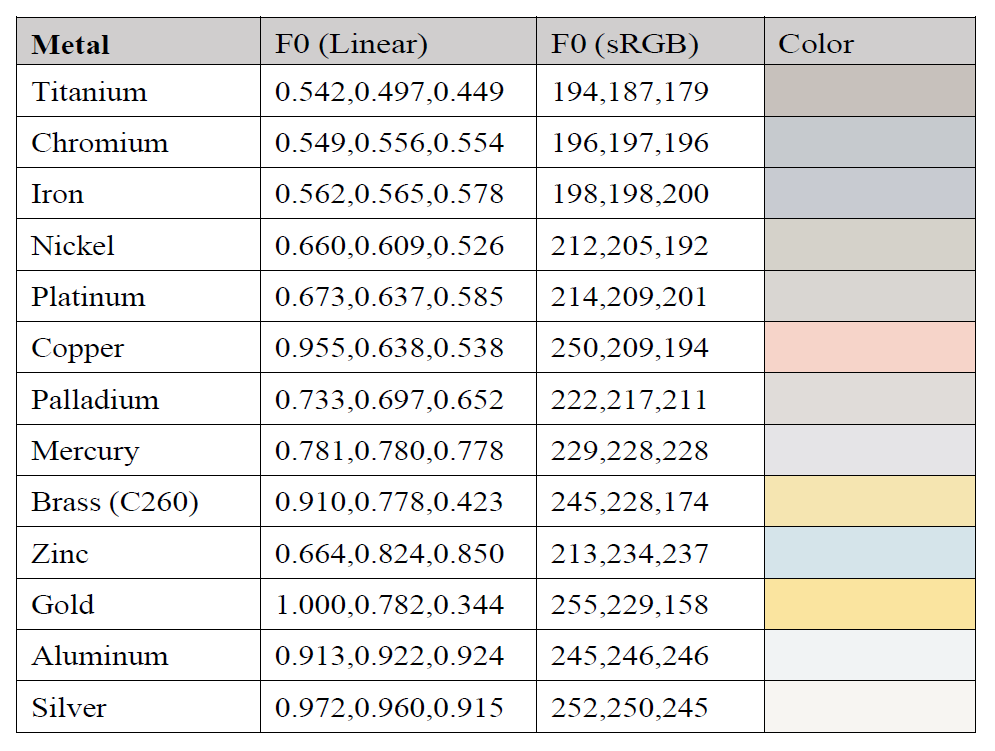 Metal F0 (Linear) F0 (sRGB) Color
Titanium 0.542,0.497,0.449 194,187,179
Chromium 0.549,0.556,0.554 196,197,196
Iron 0.562,0.565,0.578 198,198,200
Nickel 0.660,0.609,0.526 212,205,192
Platinum 0.673,0.637,0.585 214,209,201
Copper 0.955,0.638,0.538 250,209,194
Palladium 0.733,0.697,0.652 222,217,211
Mercury 0.781,0.780,0.778 229,228,228
Brass (C260) 0.910,0.778,0.423 245,228,174
Zinc 0.664,0.824,0.850 213,234,237
Gold 1.000,0.782,0.344 255,229,158
Aluminum 0.913,0.922,0.924 245,246,246
Silver 0.972,0.960,0.915 252,250,245